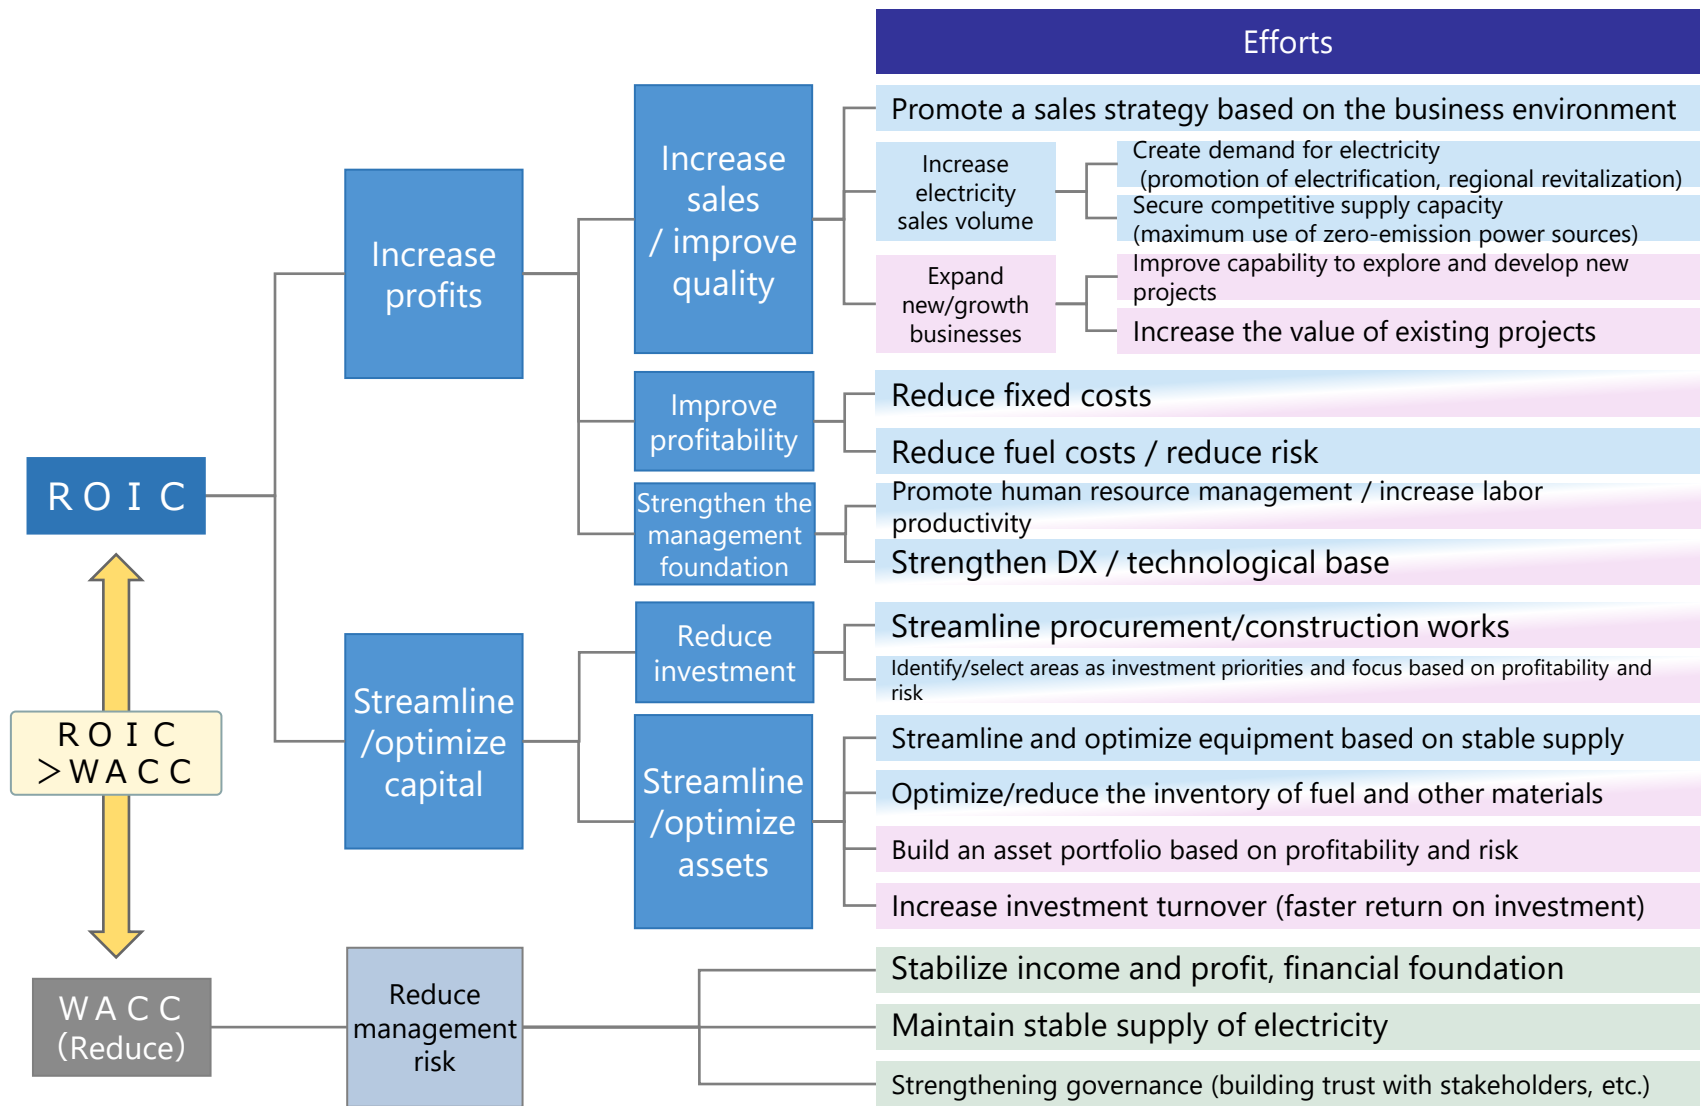 Efforts
Increase
sales
/ improve
quality
Promote a sales strategy based on the business environment
Increase
electricity
sales volume
Create demand for electricity
(promotion of electrification, regional revitalization)
Secure competitive supply capacity
(maximum use of zero-emission power sources)
Expand
new/growth
businesses
Improve capability to explore and develop new
projects
Increase the value of existing projects
Increase
profits
Improve
profitability
Reduce fixed costs
Reduce fuel costs / reduce risk
ROIC
Strengthen the
management
foundation
Promote human resource management / increase labor
productivity
Strengthen DX / technological base
Streamline
/optimize
capital
Reduce
investment
Streamline procurement/construction works
Identify/select areas as investment priorities and focus based on profitability and
risk
ROIC
＞WACC
Streamline
/optimize
assets
Streamline and optimize equipment based on stable supply
Optimize/reduce the inventory of fuel and other materials
Build an asset portfolio based on profitability and risk
Increase investment turnover (faster return on investment)
WACC
(Reduce)
Reduce
management
risk
Stabilize income and profit, financial foundation
Maintain stable supply of electricity
Strengthening governance (building trust with stakeholders, etc.)